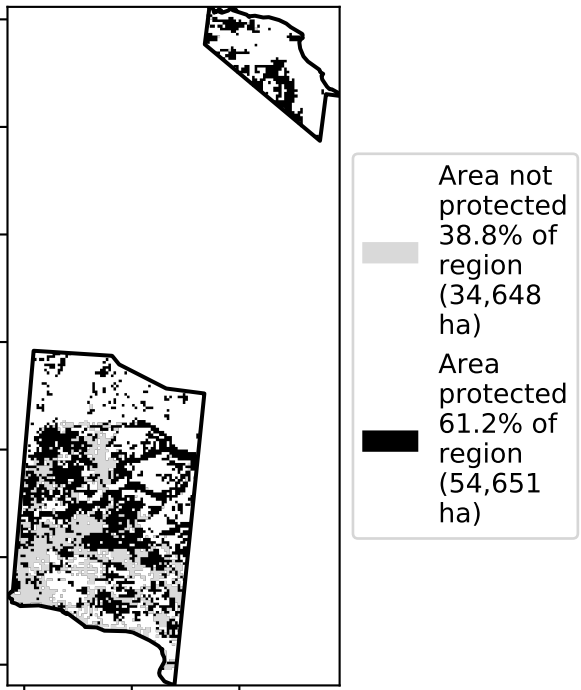 Area not
protected
38.8% of
region
(34,648
ha)
Area
protected
61.2% of
region
(54,651
ha)